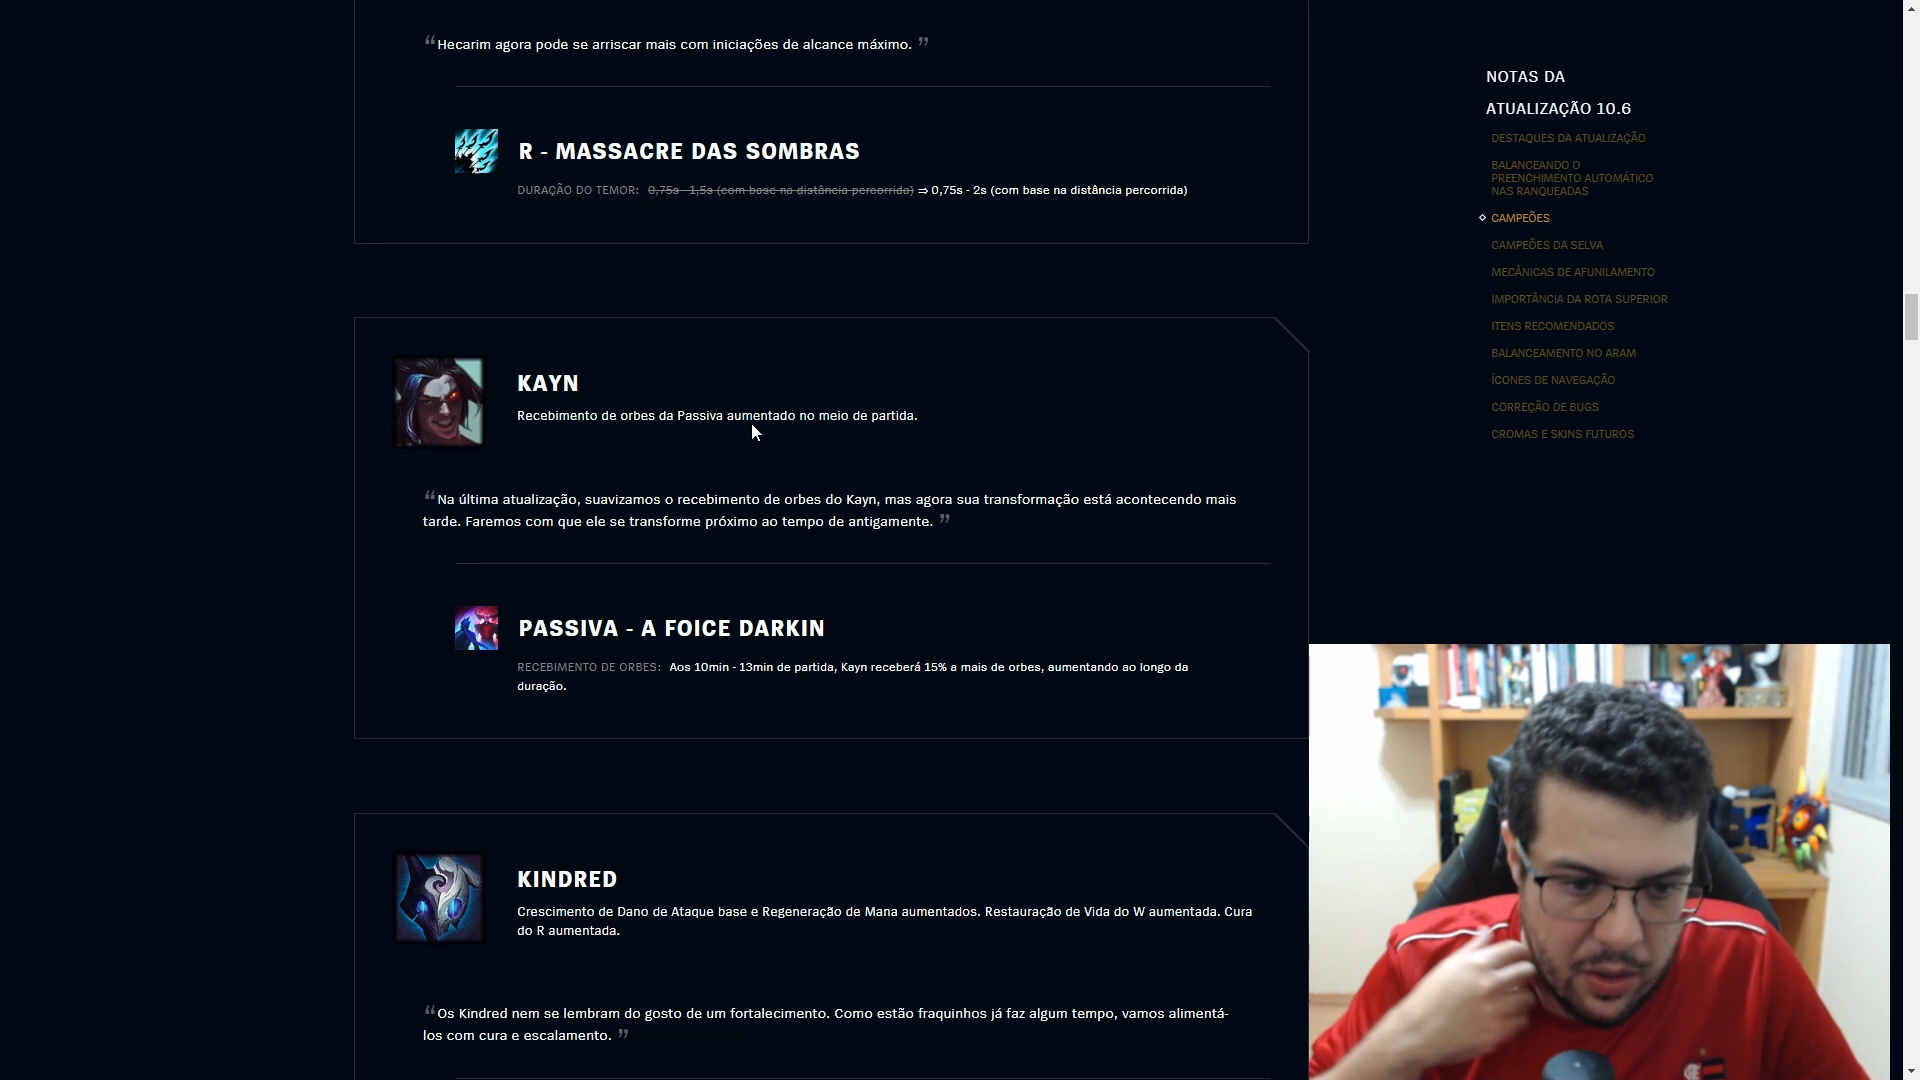 “Hecarim agora pode se arriscar mais com iniciações de alcance máximo. ”
R - MASSACRE DAS SOMBRAS
DURAÇÃO DO TEMOR: 0,75s - 1,5s (com base na distância percorrida) ⇒ 0,75s - 2s (com base na distância percorrida)
KAYN
Recebimento de orbes da Passiva aumentado no meio de partida.
“Na última atualização, suavizamos o recebimento de orbes do Kayn, mas agora sua transformação está acontecendo mais
tarde. Faremos com que ele se transforme próximo ao tempo de antigamente. ”
PASSIVA - A FOICE DARKIN
RECEBIMENTO DE ORBES: Aos 10min - 13min de partida, Kayn receberá 15% a mais de orbes, aumentando ao longo da
duração.
KINDRED
Crescimento de Dano de Ataque base e Regeneração de Mana aumentados. Restauração de Vida do W aumentada. Cura
do R aumentada.
“Os Kindred nem se lembram do gosto de um fortalecimento. Como estão fraquinhos já faz algum tempo, vamos alimentá-
los com cura e escalamento. ”
NOTAS DA
ATUALIZAÇÃO 10.6
DESTAQUES DA ATUALIZAÇÃO
BALANCEANDO O
PREENCHIMENTO AUTOMÁTICO
NAS RANQUEADAS
CAMPEÕES
CAMPEÕES DA SELVA
MECÂNICAS DE AFUNILAMENTO
IMPORTÂNCIA DA ROTA SUPERIOR
ITENS RECOMENDADOS
BALANCEAMENTO NO ARAM
ÍCONES DE NAVEGAÇÃO
CORREÇÃO DE BUGS
CROMAS E SKINS FUTUROS